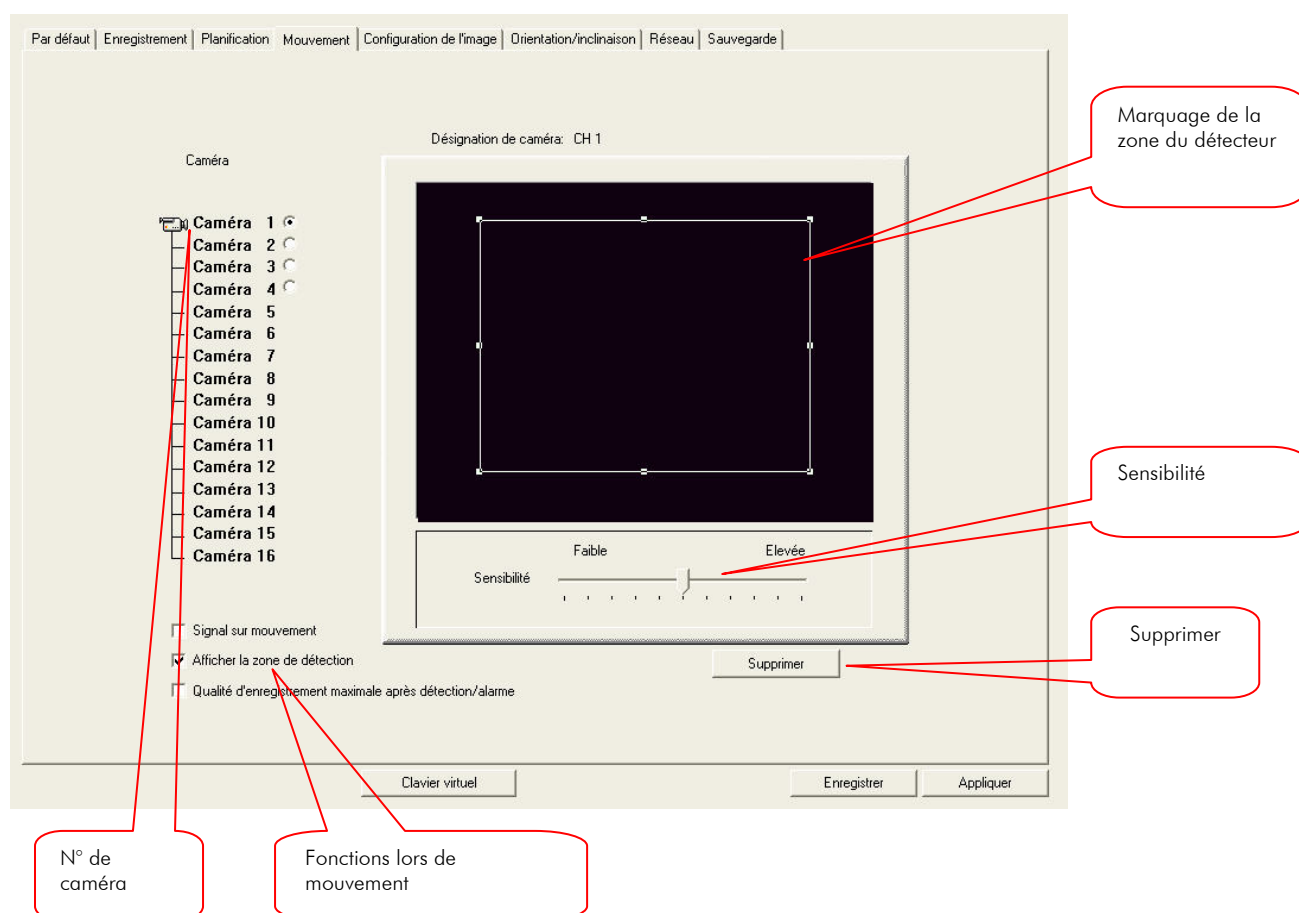 Par défaut Enregistrement Planification Mouvement Configuration de l'image Orientation/inclinaison Réseau Sauvegarde
Marquage de la
zone du détecteur
Désignation de caméra: CH 1
Caméra
Caméra 1
Caméra 2
Caméra 3
Caméra 4
Caméra 5
Caméra 6
Caméra 7
Caméra 8
Caméra 9
Caméra 10
Caméra 11
Caméra 12
Caméra 13
Caméra 14
Caméra 15
Caméra 16
Faible Elevée
Sensibilité
Sensibilité
Signal sur mouvement
Afficher la zone de détection
Qualité d'enregistrement maximale après détection/alarme
Supprimer
Supprimer
Clavier virtuel Enregistrer Appliquer
N° de
caméra
Fonctions lors de
mouvement